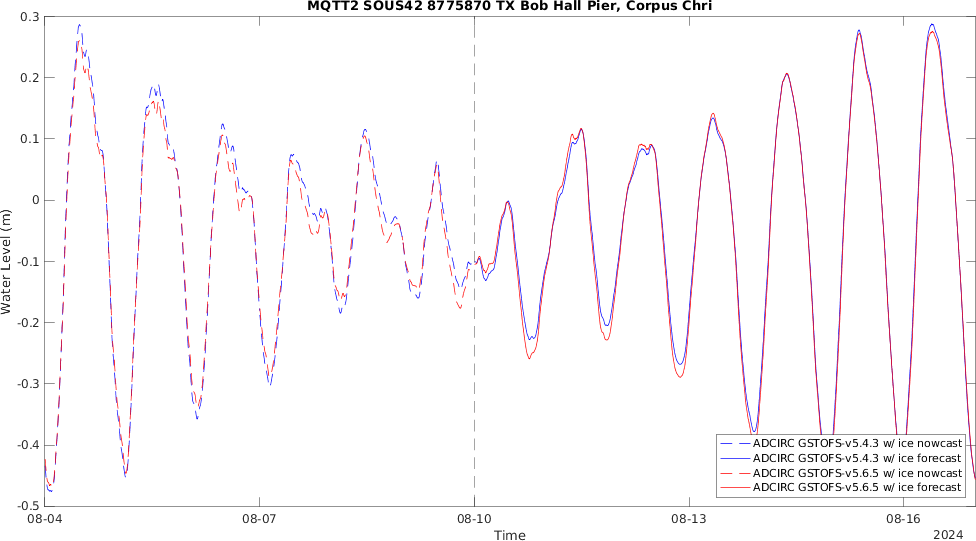 MQTT2 SOUS42 8775870 TX Bob Hall Pier, Corpus Chri
0.3
0.2
0.1
0
-0.1
-0.2
-0.3
-0.4
-0.5
Water Level (m)
ADCIRC GSTOFS-v5.4.3 w/ ice nowcast
ADCIRC GSTOFS-v5.4.3 w/ ice forecast
ADCIRC GSTOFS-v5.6.5 w/ ice nowcast
ADCIRC GSTOFS-v5.6.5 w/ ice forecast
08-04 08-07 08-10 08-13 08-16
Time
2024